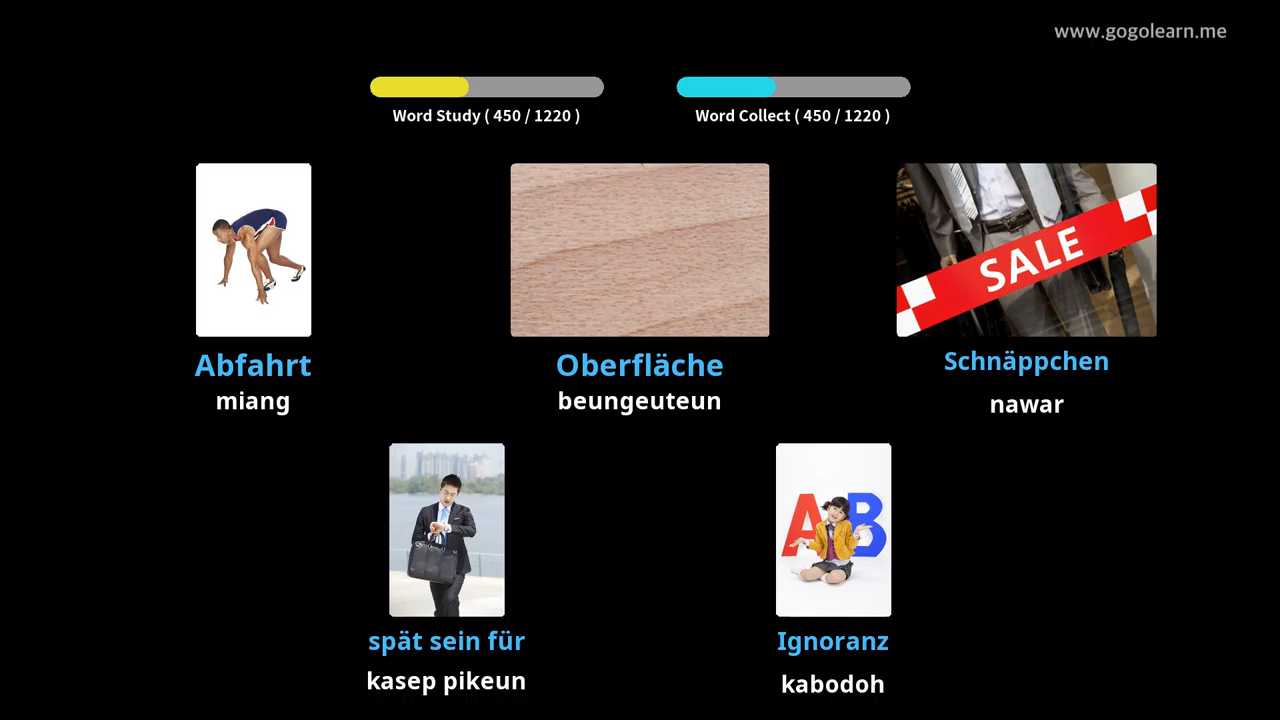 www.gogolearn.me
Word Study ( 450 / 1220 )
Word Collect ( 450 / 1220 )
SALE
Abfahrt
miang
Oberfläche
beungeuteun
Schnäppchen
nawar
A B
spät sein für
kasep pikeun
Ignoranz
kabodoh